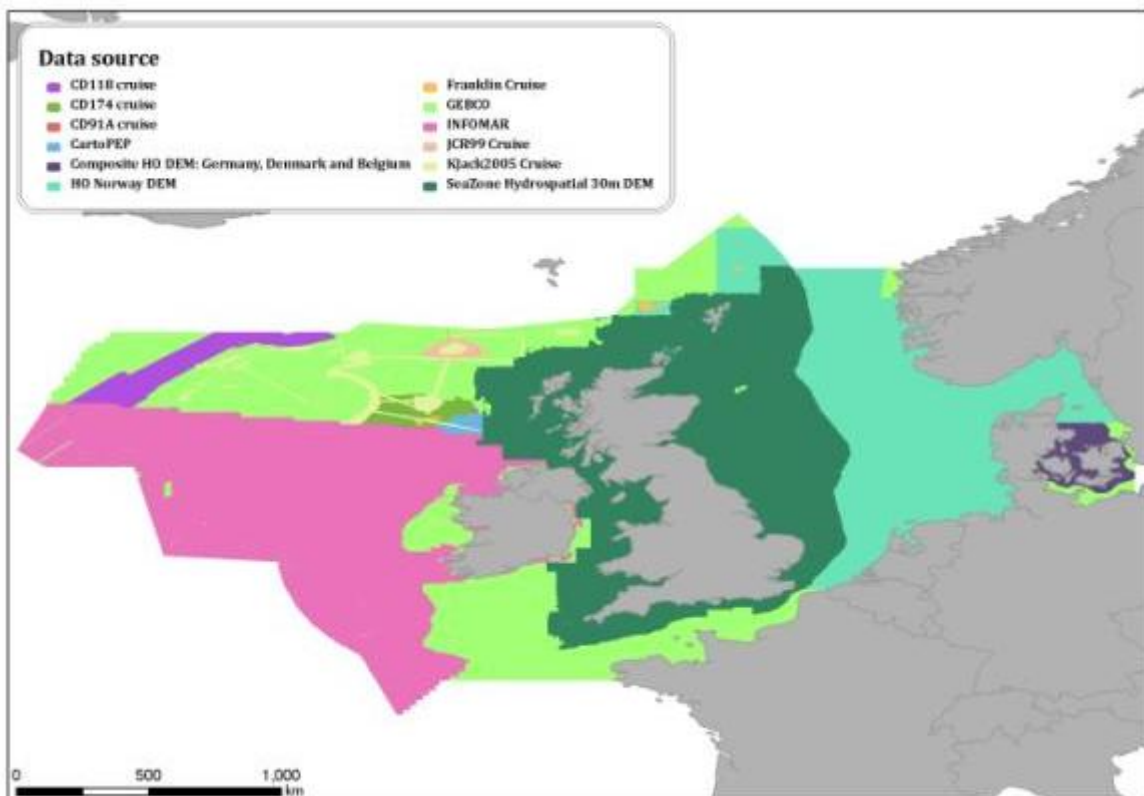 Data source
CD118 cruise
CD174 cruise
CD91A cruise
CartoPEP
Composite HO DEM: Germany, Denmark and Belgium
HO Norway DEM
Franklin Cruise
GEBCO
INFOMAR
JCR99 Cruise
KJack2005 Cruise
SeaZone Hydrospatial 30m DEM
0 500 1,000
km